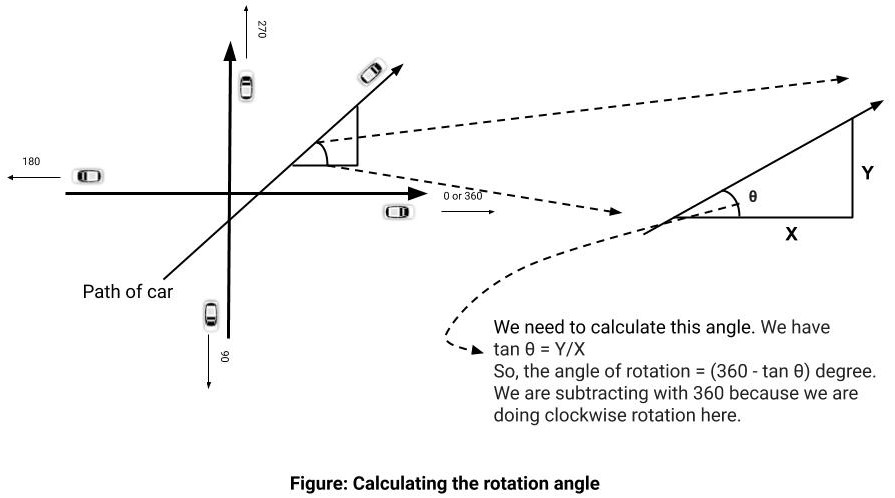 270
180
0 or 360
Path of car
90
Y
θ
X
We need to calculate this angle. We have
tan θ = Y/X
So, the angle of rotation = (360 - tan θ) degree.
We are subtracting with 360 because we are
doing clockwise rotation here.
Figure: Calculating the rotation angle